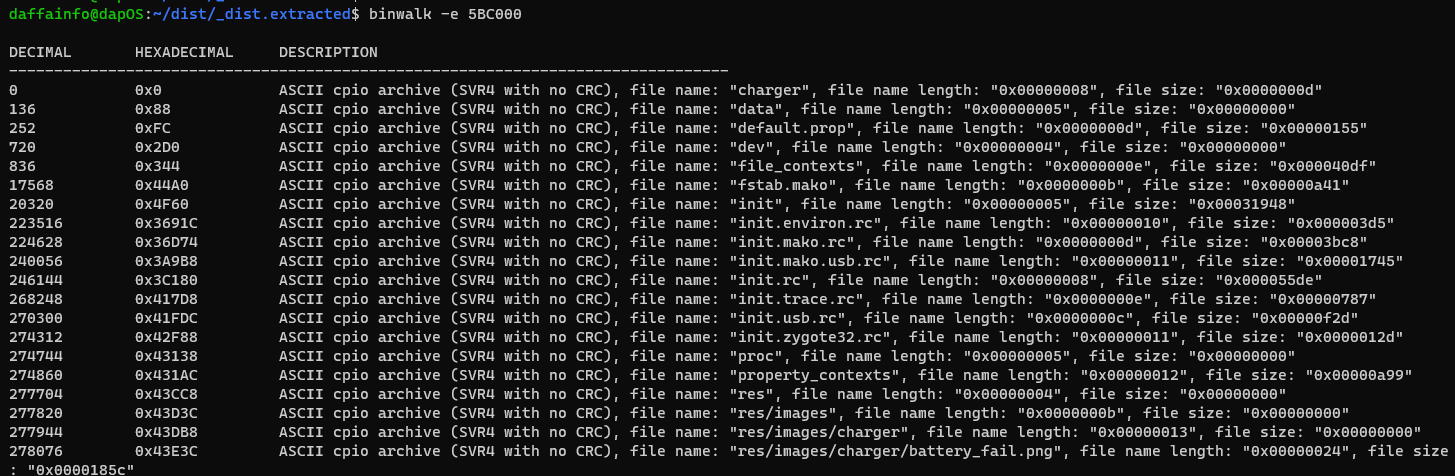 daffainfo@dapOS:~/dist/_dist.extracted$ binwalk -e 5BC000
DECIMAL       HEXADECIMAL     DESCRIPTION
--------------------------------------------------------------------------------
0             0x0             ASCII cpio archive (SVR4 with no CRC), file name: "charger", file name length: "0x00000008", file size: "0x0000000d"
136           0x88            ASCII cpio archive (SVR4 with no CRC), file name: "data", file name length: "0x00000005", file size: "0x00000000"
252           0xFC            ASCII cpio archive (SVR4 with no CRC), file name: "default.prop", file name length: "0x0000000d", file size: "0x00000155"
720           0x2D0           ASCII cpio archive (SVR4 with no CRC), file name: "dev", file name length: "0x00000004", file size: "0x00000000"
836           0x344           ASCII cpio archive (SVR4 with no CRC), file name: "file_contexts", file name length: "0x0000000e", file size: "0x000040df"
17568         0x44A0          ASCII cpio archive (SVR4 with no CRC), file name: "fstab.mako", file name length: "0x0000000b", file size: "0x00000a41"
20320         0x4F60          ASCII cpio archive (SVR4 with no CRC), file name: "init", file name length: "0x00000005", file size: "0x00031948"
223516        0x3691C         ASCII cpio archive (SVR4 with no CRC), file name: "init.environ.rc", file name length: "0x00000010", file size: "0x000003d5"
224628        0x36D74         ASCII cpio archive (SVR4 with no CRC), file name: "init.mako.rc", file name length: "0x0000000d", file size: "0x00003bc8"
240056        0x3A9B8         ASCII cpio archive (SVR4 with no CRC), file name: "init.mako.usb.rc", file name length: "0x00000011", file size: "0x00001745"
246144        0x3C180         ASCII cpio archive (SVR4 with no CRC), file name: "init.rc", file name length: "0x00000008", file size: "0x000055de"
268248        0x417D8         ASCII cpio archive (SVR4 with no CRC), file name: "init.trace.rc", file name length: "0x0000000e", file size: "0x00000787"
270300        0x41FDC         ASCII cpio archive (SVR4 with no CRC), file name: "init.usb.rc", file name length: "0x0000000c", file size: "0x00000f2d"
274312        0x42F88         ASCII cpio archive (SVR4 with no CRC), file name: "init.zygote32.rc", file name length: "0x00000011", file size: "0x0000012d"
274744        0x43138         ASCII cpio archive (SVR4 with no CRC), file name: "proc", file name length: "0x00000005", file size: "0x00000000"
274860        0x431AC         ASCII cpio archive (SVR4 with no CRC), file name: "property_contexts", file name length: "0x00000012", file size: "0x00000a99"
277704        0x43CC8         ASCII cpio archive (SVR4 with no CRC), file name: "res", file name length: "0x00000004", file size: "0x00000000"
277820        0x43D3C         ASCII cpio archive (SVR4 with no CRC), file name: "res/images", file name length: "0x0000000b", file size: "0x00000000"
277944        0x43DB8         ASCII cpio archive (SVR4 with no CRC), file name: "res/images/charger", file name length: "0x00000013", file size: "0x00000000"
278076        0x43E3C         ASCII cpio archive (SVR4 with no CRC), file name: "res/images/charger/battery_fail.png", file name length: "0x00000024", file size
: "0x0000185c"